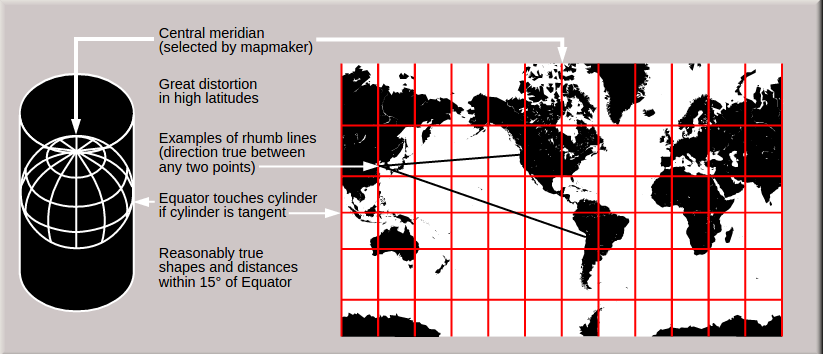 Central meridian
(selected by mapmaker)
Great distortion
in high latitudes
Examples of rhumb lines
(direction true between
any two points)
Equator touches cylinder
if cylinder is tangent
Reasonably true
shapes and distances
within 15° of Equator